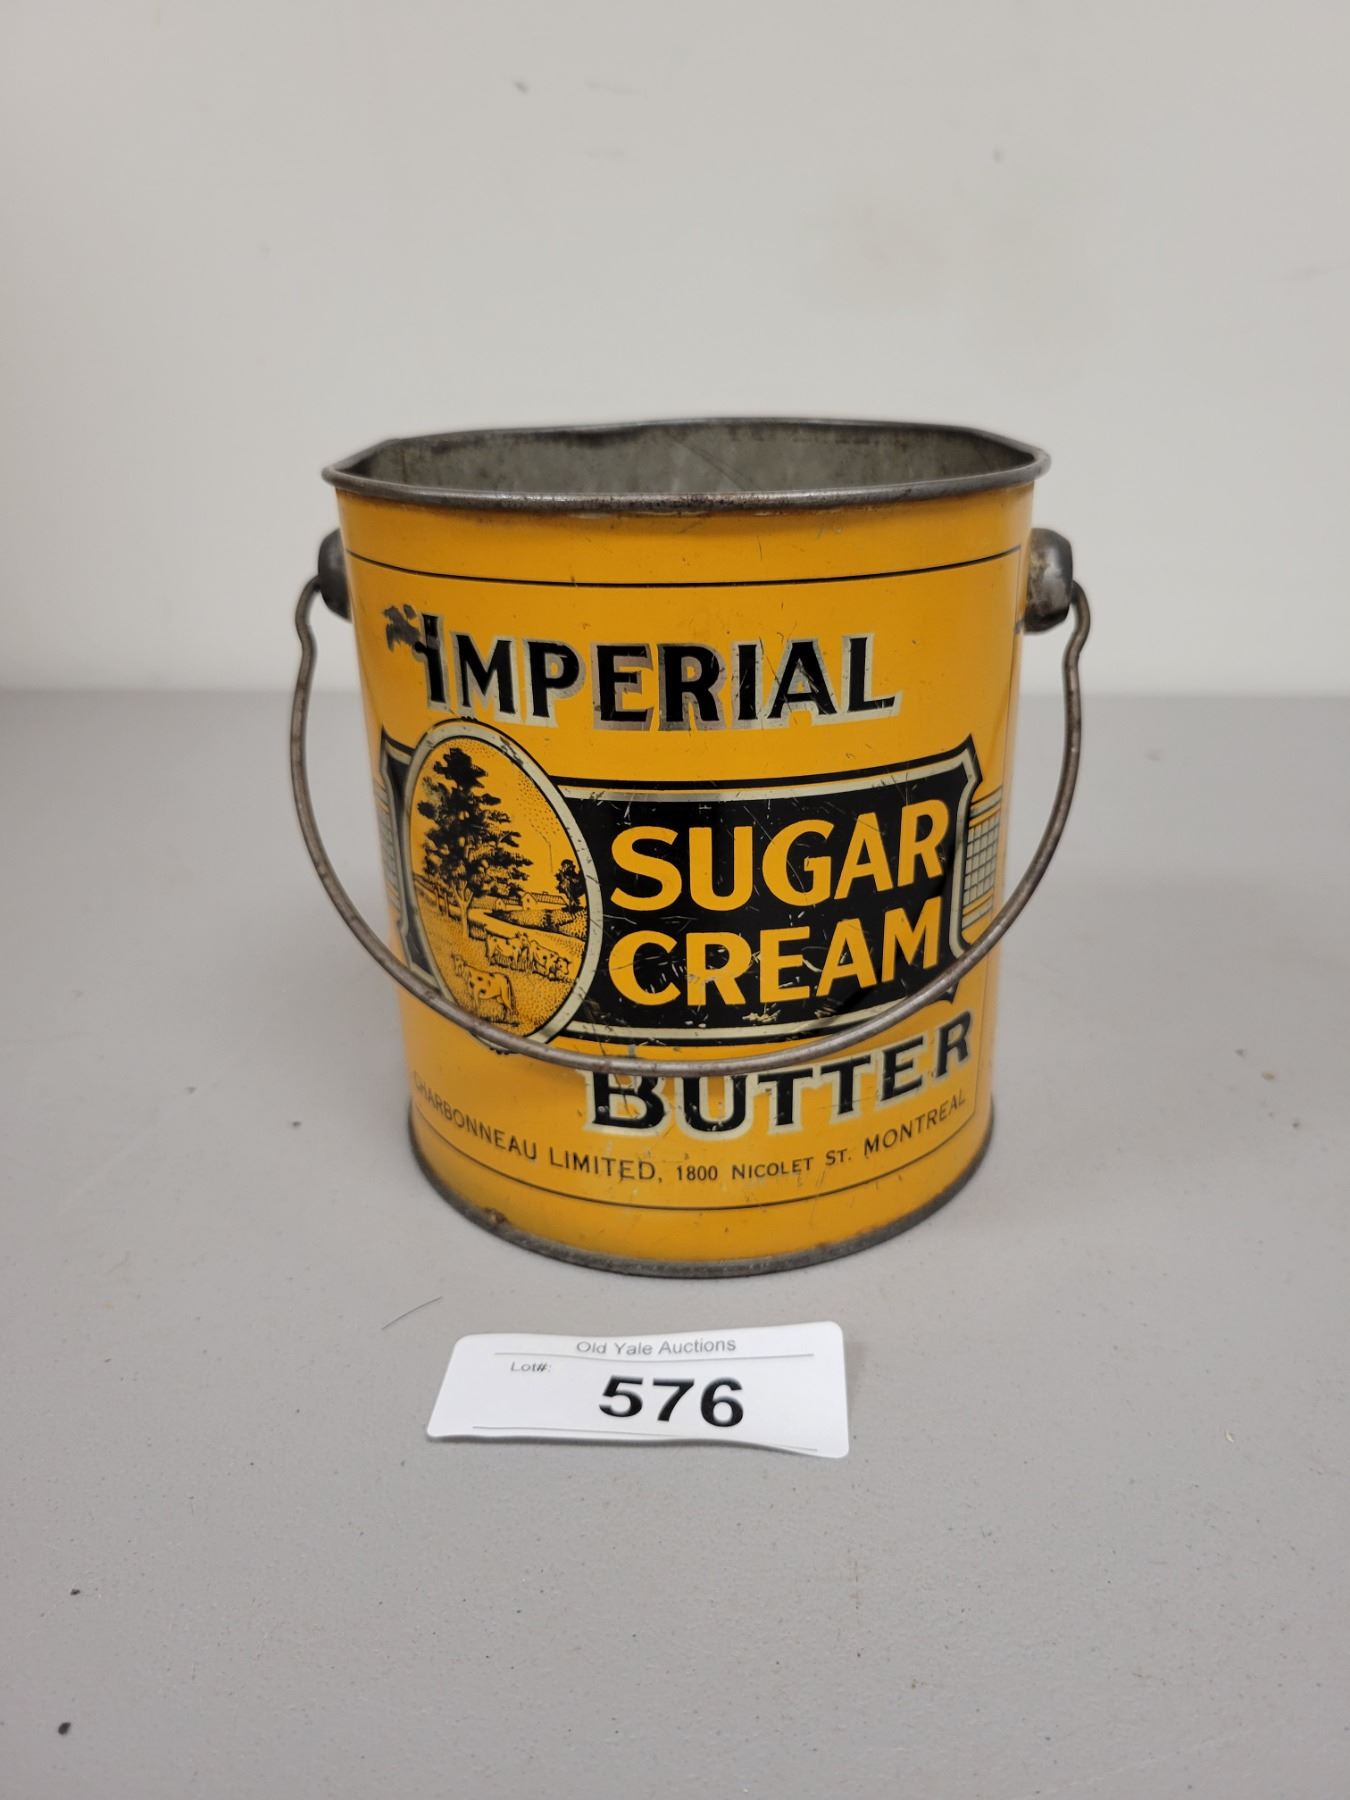 IMPERIAL
SUGAR
CREAM
BUTTER
CHARBONNEAU LIMITED, 1800 NICOLET ST. MONTREAL
Old Yale Auctions
Lot#:
576